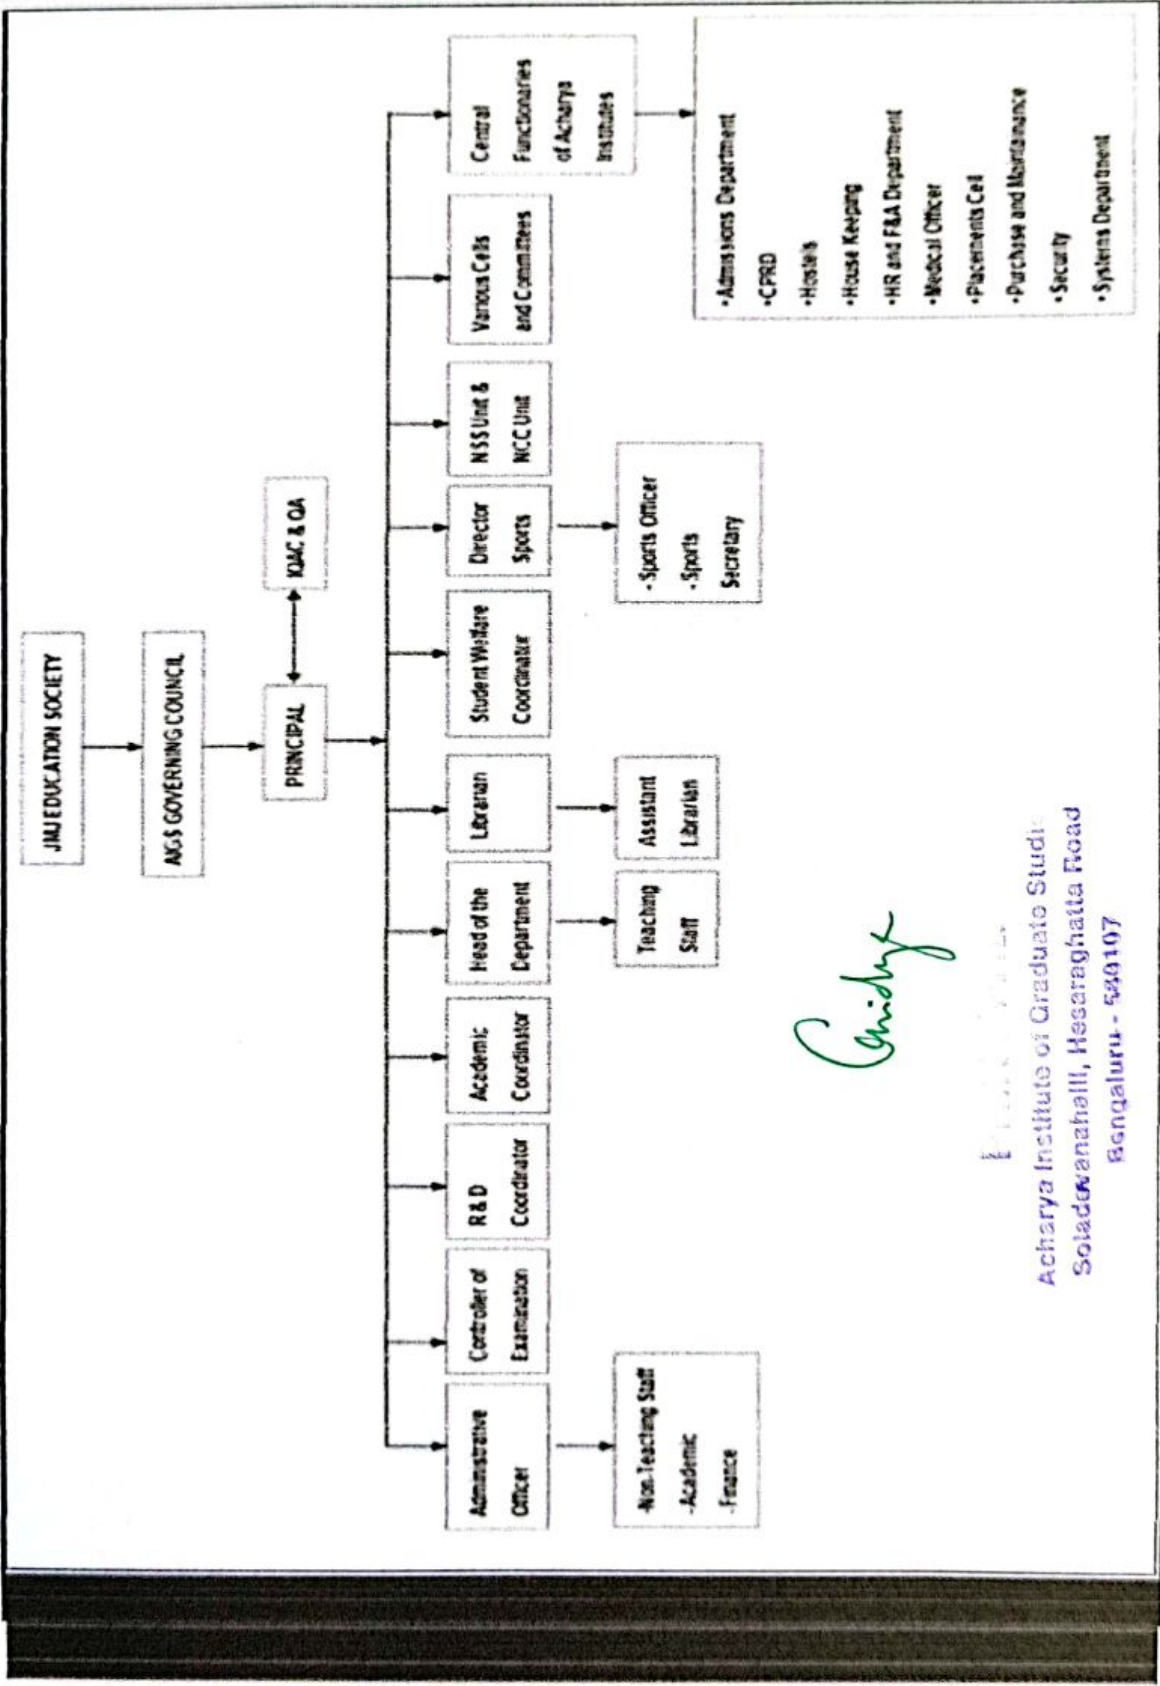 JMJ EDUCATION SOCIETY
AIGS GOVERNING COUNCIL
PRINCIPAL
IQAC & QA
Administrative
Officer
Controller of
Examination
R & D
Coordinator
Academic
Coordinator
Head of the
Department
Librarian
Student Welfare
Coordinator
Director
Sports
NSS Unit &
NCC Unit
Various Cells
and Committees
Central
Functionaries
of Acharya
Institutes
-Non-Teaching Staff
-Academic
-Finance
Teaching
Staff
Assistant
Librarian
• Sports Officer
• Sports
Secretary
•Admissions Department
•CPRD
•Hostels
•House Keeping
•HR and F&A Department
•Medical Officer
•Placements Cell
•Purchase and Maintainance
•Security
•Systems Department
Acharya Institute of Graduate Studi
Soladevanahalli, Hesaraghatta Road
Bengaluru - 560107